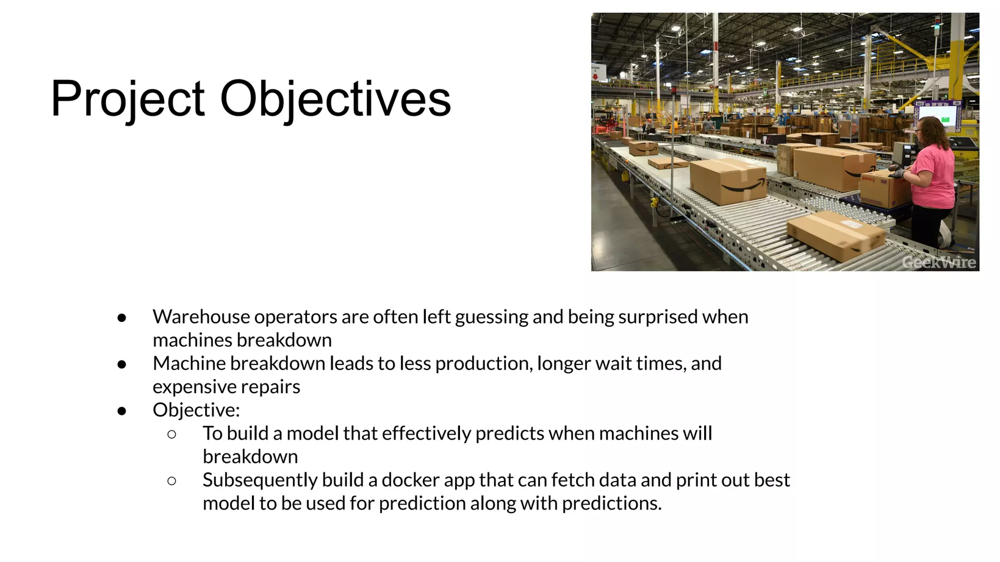 Project Objectives
GeekWire
● Warehouse operators are often left guessing and being surprised when
machines breakdown
● Machine breakdown leads to less production, longer wait times, and
expensive repairs
● Objective:
○ To build a model that effectively predicts when machines will
breakdown
○ Subsequently build a docker app that can fetch data and print out best
model to be used for prediction along with predictions.